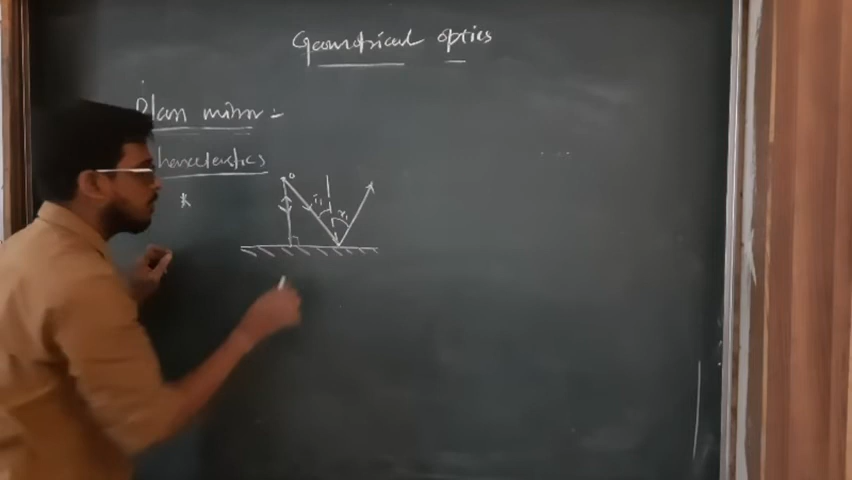 Geometrical optics
Plan mirror :-
characteristics
*
o
i r